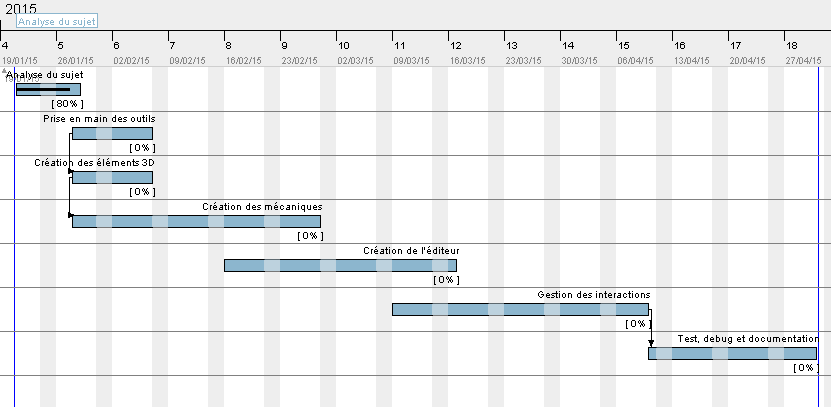 2015
Analyse du sujet
4 5 6 7 8 9 10 11 12 13 14 15 16 17 18
19/01/15 26/01/15 02/02/15 09/02/15 16/02/15 23/02/15 02/03/15 09/03/15 16/03/15 23/03/15 30/03/15 06/04/15 13/04/15 20/04/15 27/04/15
Analyse du sujet
[ 80% ]
Prise en main des outils
[ 0% ]
Création des éléments 3D
[ 0% ]
Création des mécaniques
[ 0% ]
Création de l'éditeur
[ 0% ]
Gestion des interactions
[ 0% ]
Test, debug et documentation
[ 0% ]